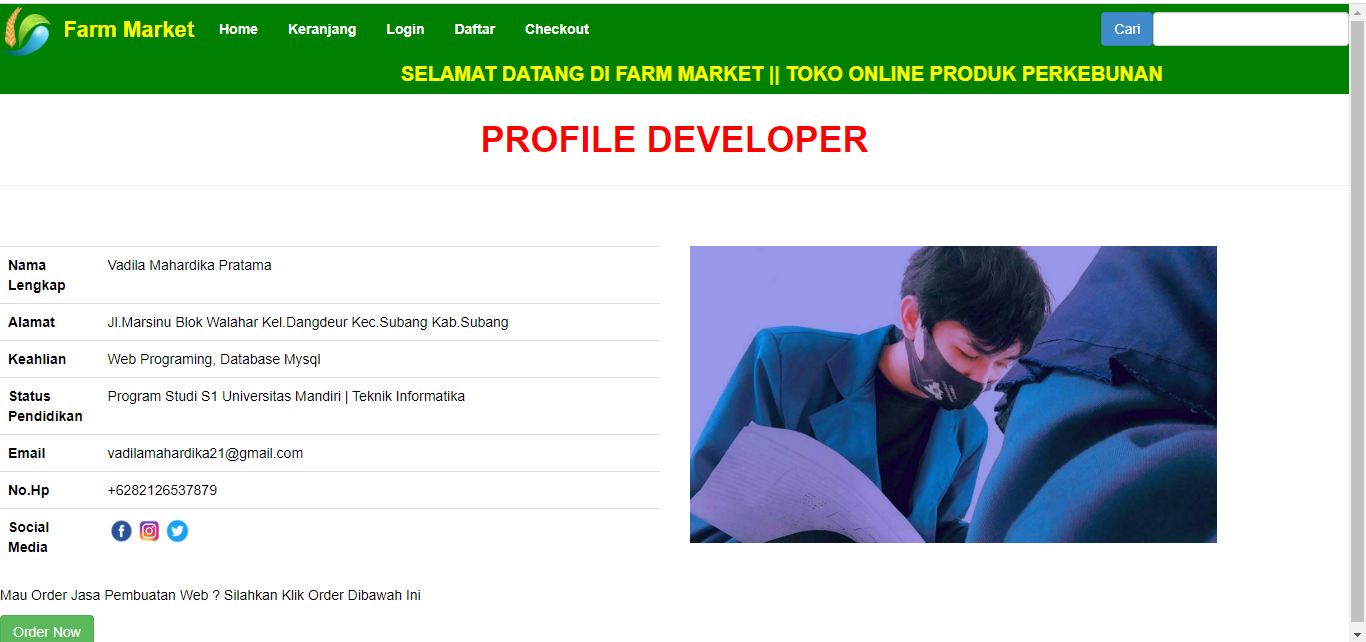 Farm Market Home Keranjang Login Daftar Checkout Cari
SELAMAT DATANG DI FARM MARKET || TOKO ONLINE PRODUK PERKEBUNAN
PROFILE DEVELOPER
Nama Lengkap
Vadila Mahardika Pratama
Alamat
Jl.Marsinu Blok Walahar Kel.Dangdeur Kec.Subang Kab.Subang
Keahlian
Web Programing, Database Mysql
Status Pendidikan
Program Studi S1 Universitas Mandiri | Teknik Informatika
Email
vadilamahardika21@gmail.com
No.Hp
+6282126537879
Social Media
Mau Order Jasa Pembuatan Web ? Silahkan Klik Order Dibawah Ini
Order Now